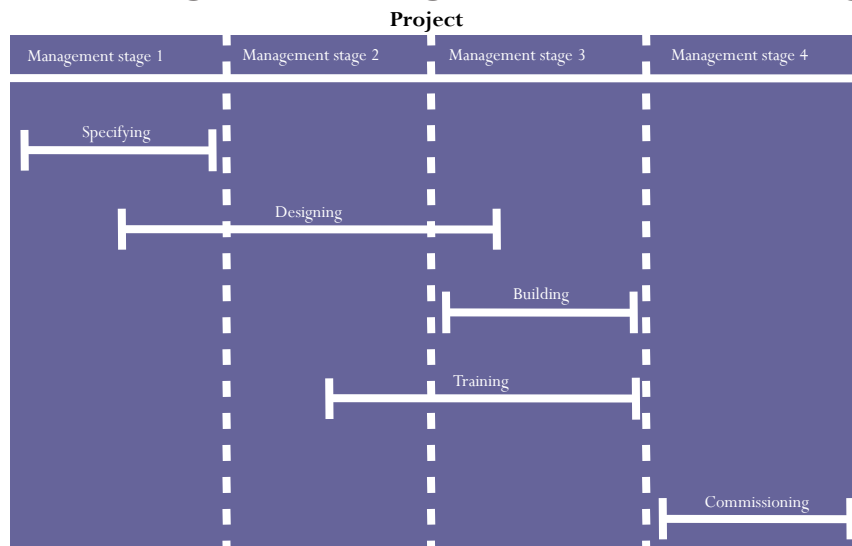 Project
Management stage 1
Management stage 2
Management stage 3
Management stage 4
Specifying
Designing
Building
Training
Commissioning